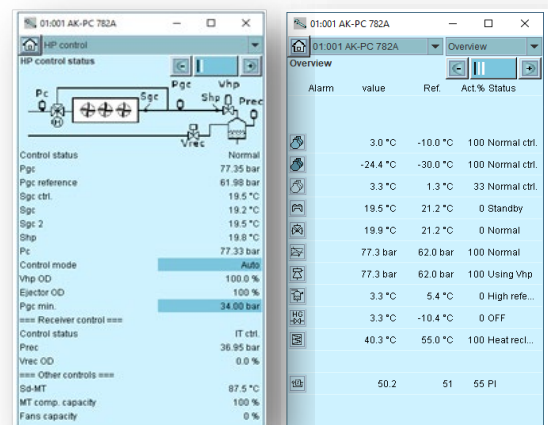 01:001 AK-PC 782A
HP control
HP control status
Pgc Vhp
Pc Sgc Shp Prec
Vrec
Control status Normal
Pgc 77.35 bar
Pgc reference 61.98 bar
Sgc ctrl. 19.5 °C
Sgc 19.2 °C
Sgc 2 19.5 °C
Shp 19.8 °C
Pc 77.33 bar
Control mode Auto
Vhp OD 100.0 %
Ejector OD 100 %
Pgc min. 34.00 bar
=== Receiver control ===
Control status IT ctrl.
Prec 36.95 bar
Vrec OD 0.0 %
=== Other controls ===
Sd-MT 87.5 °C
MT comp. capacity 100 %
Fans capacity 0 %
01:001 AK-PC 782A
01:001 AK-PC 782A Overview
Overview
Alarm value Ref. Act.% Status
3.0 °C -10.0 °C 100 Normal ctrl.
-24.4 °C -30.0 °C 100 Normal ctrl.
3.3 °C 1.3 °C 33 Normal ctrl.
19.5 °C 21.2 °C 0 Standby
19.9 °C 21.2 °C 0 Normal
77.3 bar 62.0 bar 100 Normal
77.3 bar 62.0 bar 100 Using Vhp
3.3 °C 5.4 °C 0 High refe...
HG 3.3 °C -10.4 °C 0 OFF
40.3 °C 55.0 °C 100 Heat recl...
50.2 51 55 PI